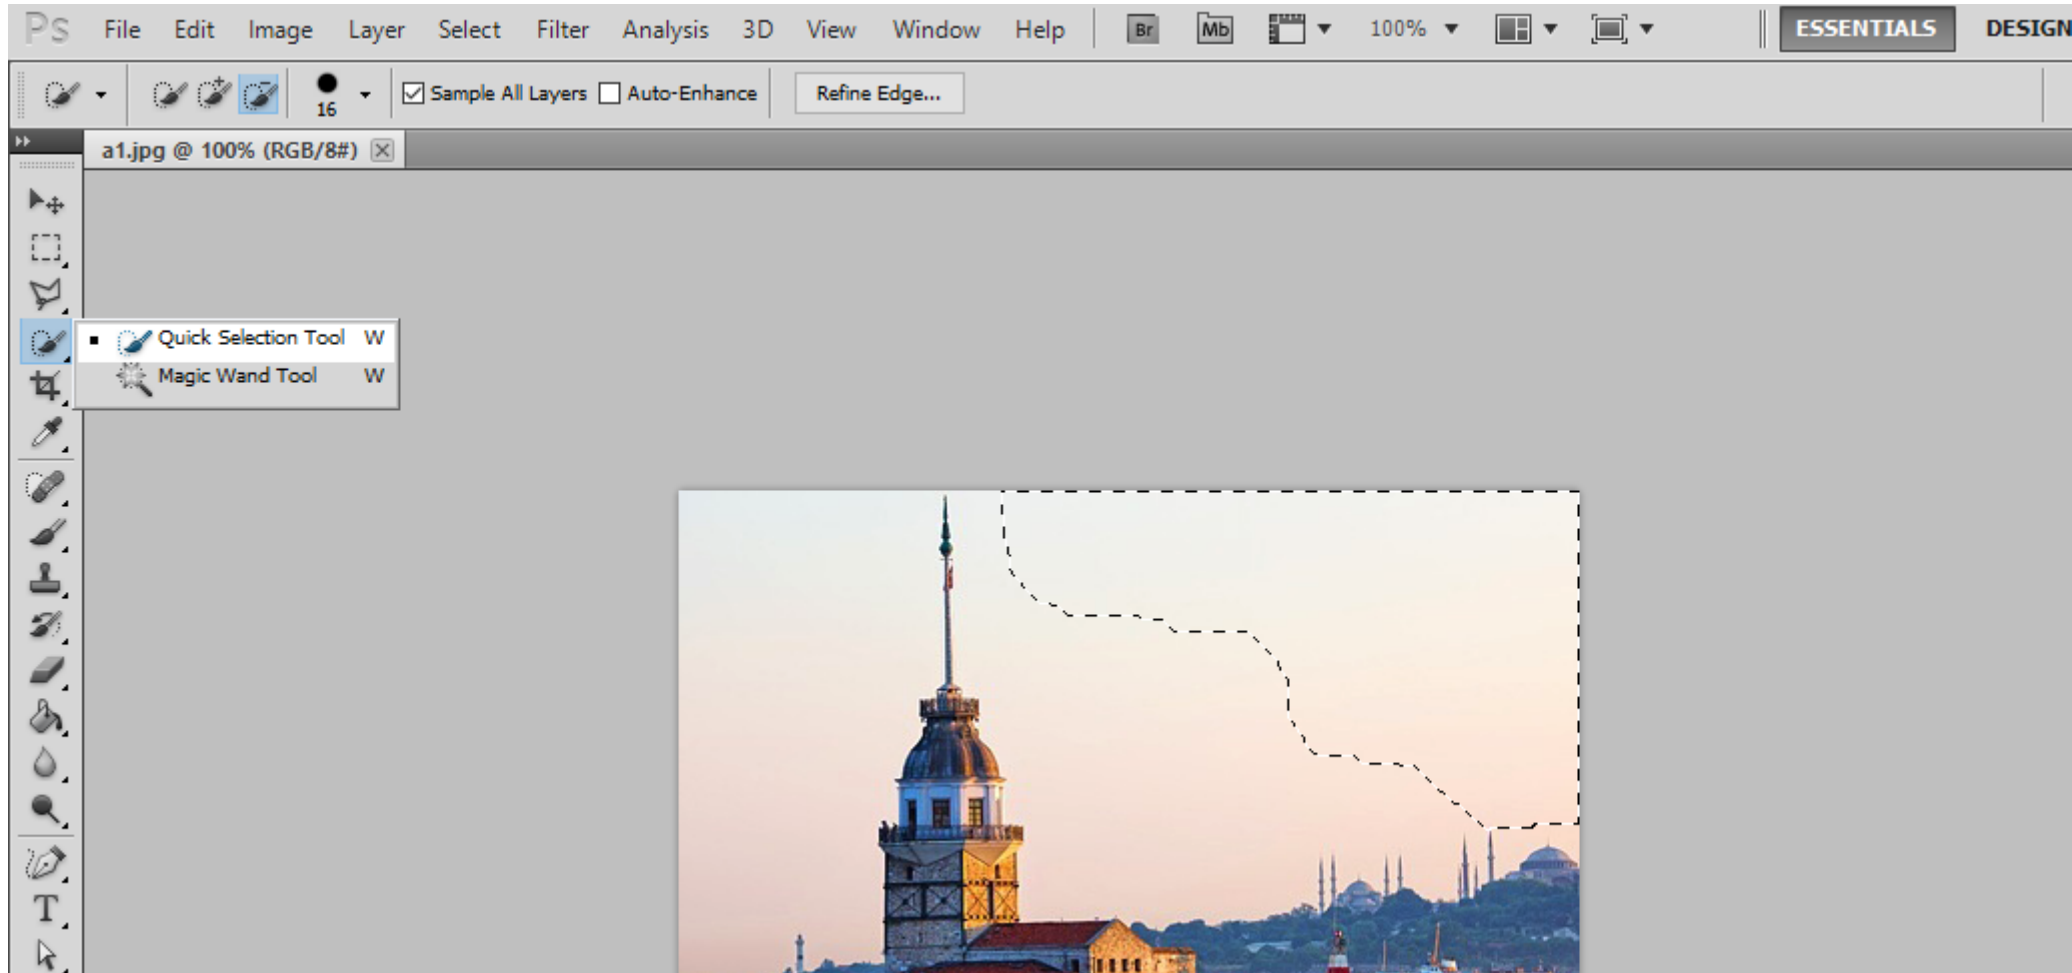 Ps File Edit Image Layer Select Filter Analysis 3D View Window Help Br Mb 100% ESSENTIALS DESIGN
16 Sample All Layers Auto-Enhance Refine Edge...
a1.jpg @ 100% (RGB/8#)
Quick Selection Tool W
Magic Wand Tool W
T